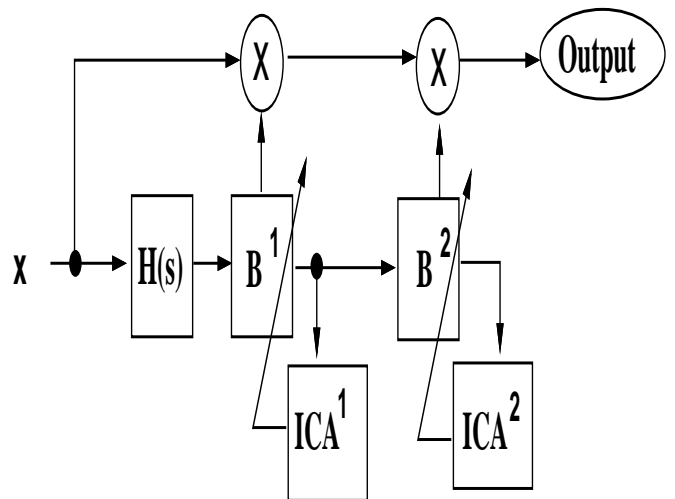 X
X
Output
x
H(s)
B¹
B²
ICA¹
ICA²